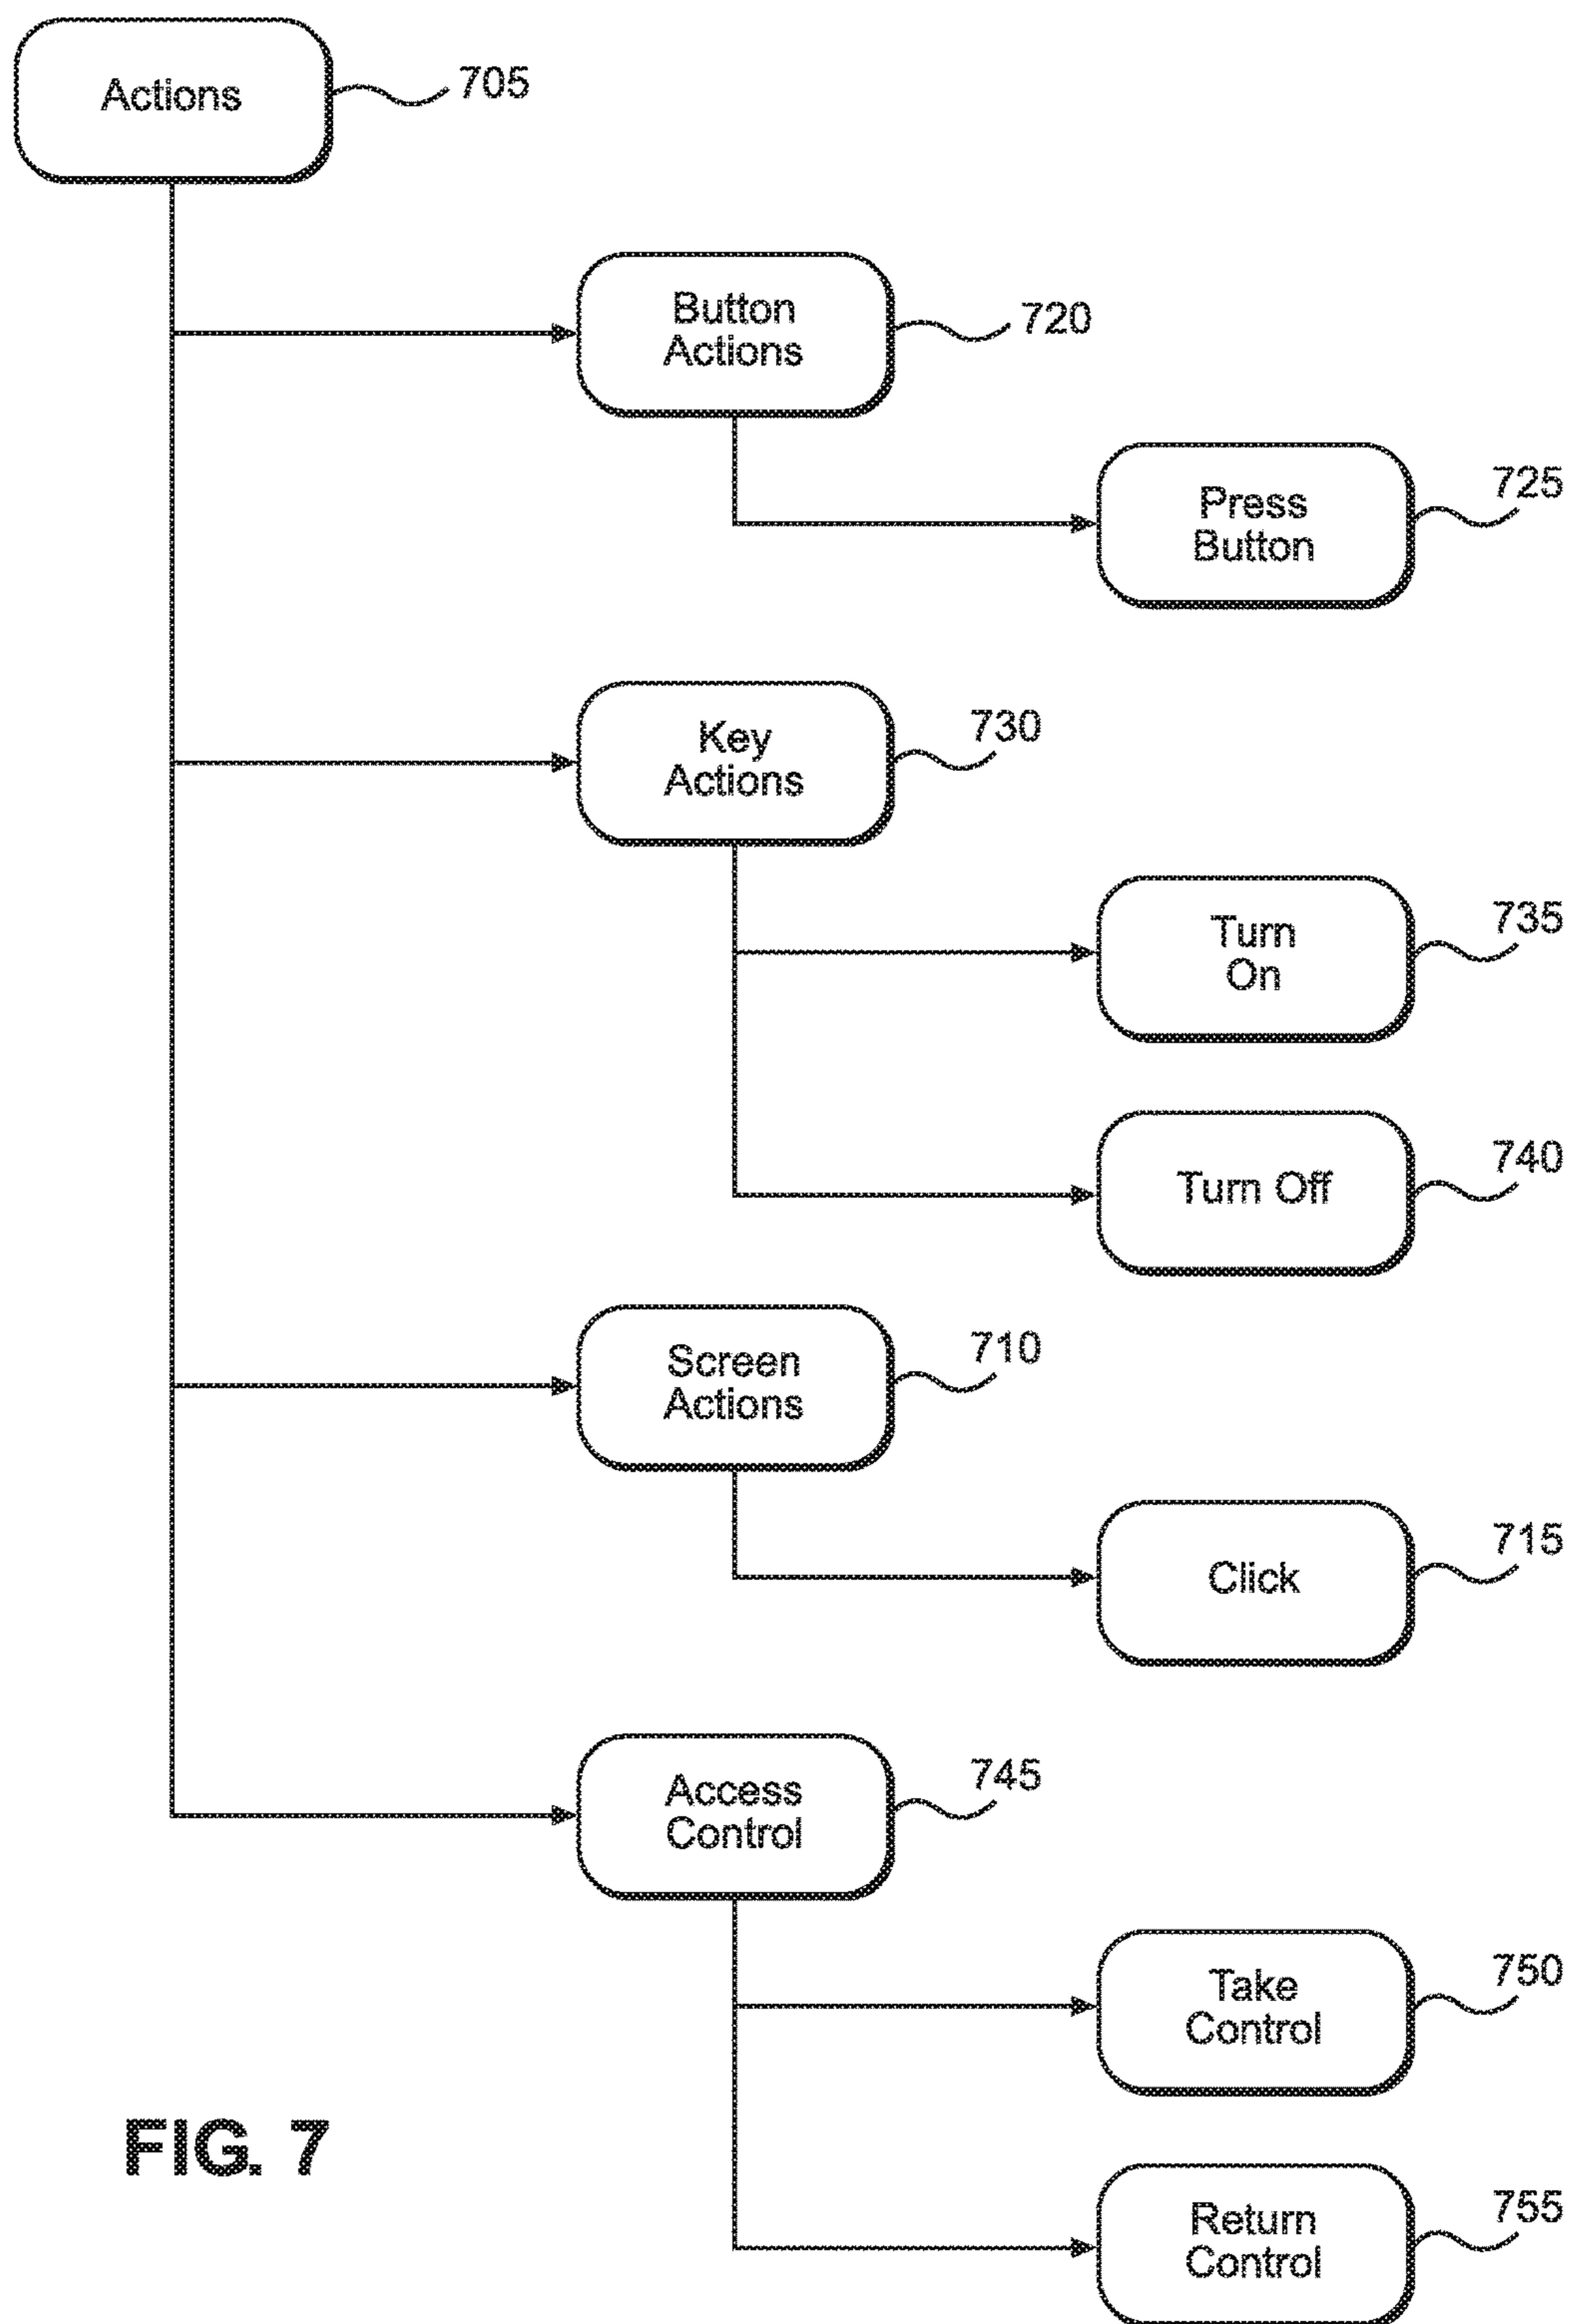 Actions
705
Button
Actions
720
Press
Button
725
Key
Actions
730
Turn
On
735
Turn Off
740
Screen
Actions
710
Click
715
Access
Control
745
Take
Control
750
Return
Control
755
FIG. 7